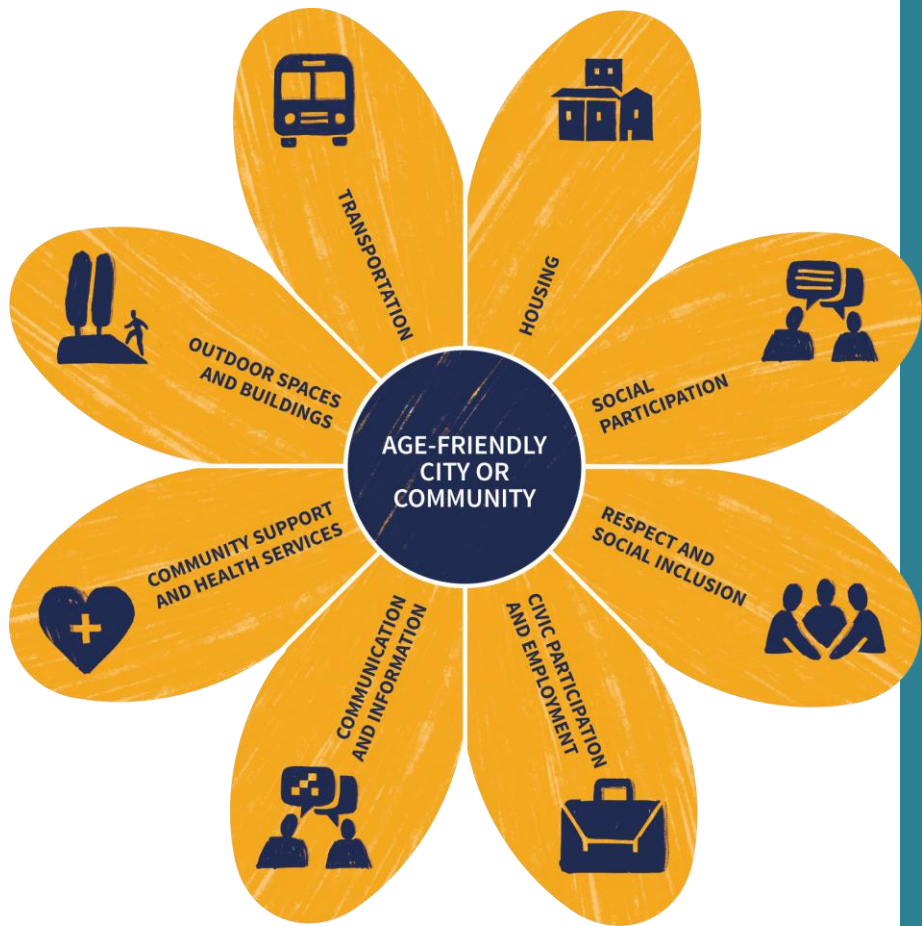 TRANSPORTATION
HOUSING
SOCIAL
PARTICIPATION
RESPECT AND
SOCIAL INCLUSION
CIVIC PARTICIPATION
AND EMPLOYMENT
COMMUNICATION
AND INFORMATION
COMMUNITY SUPPORT
AND HEALTH SERVICES
OUTDOOR SPACES
AND BUILDINGS
AGE-FRIENDLY
CITY OR
COMMUNITY